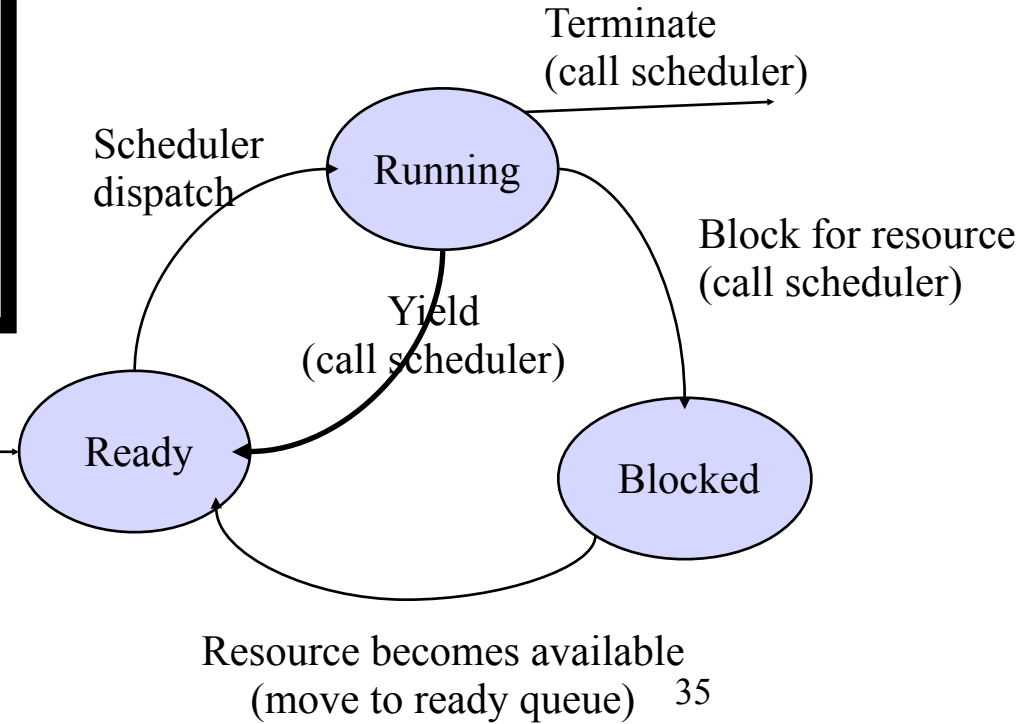 Terminate
(call scheduler)
Scheduler
dispatch
Running
Block for resource
(call scheduler)
Yield
(call scheduler)
Ready
Blocked
Resource becomes available
(move to ready queue)
35